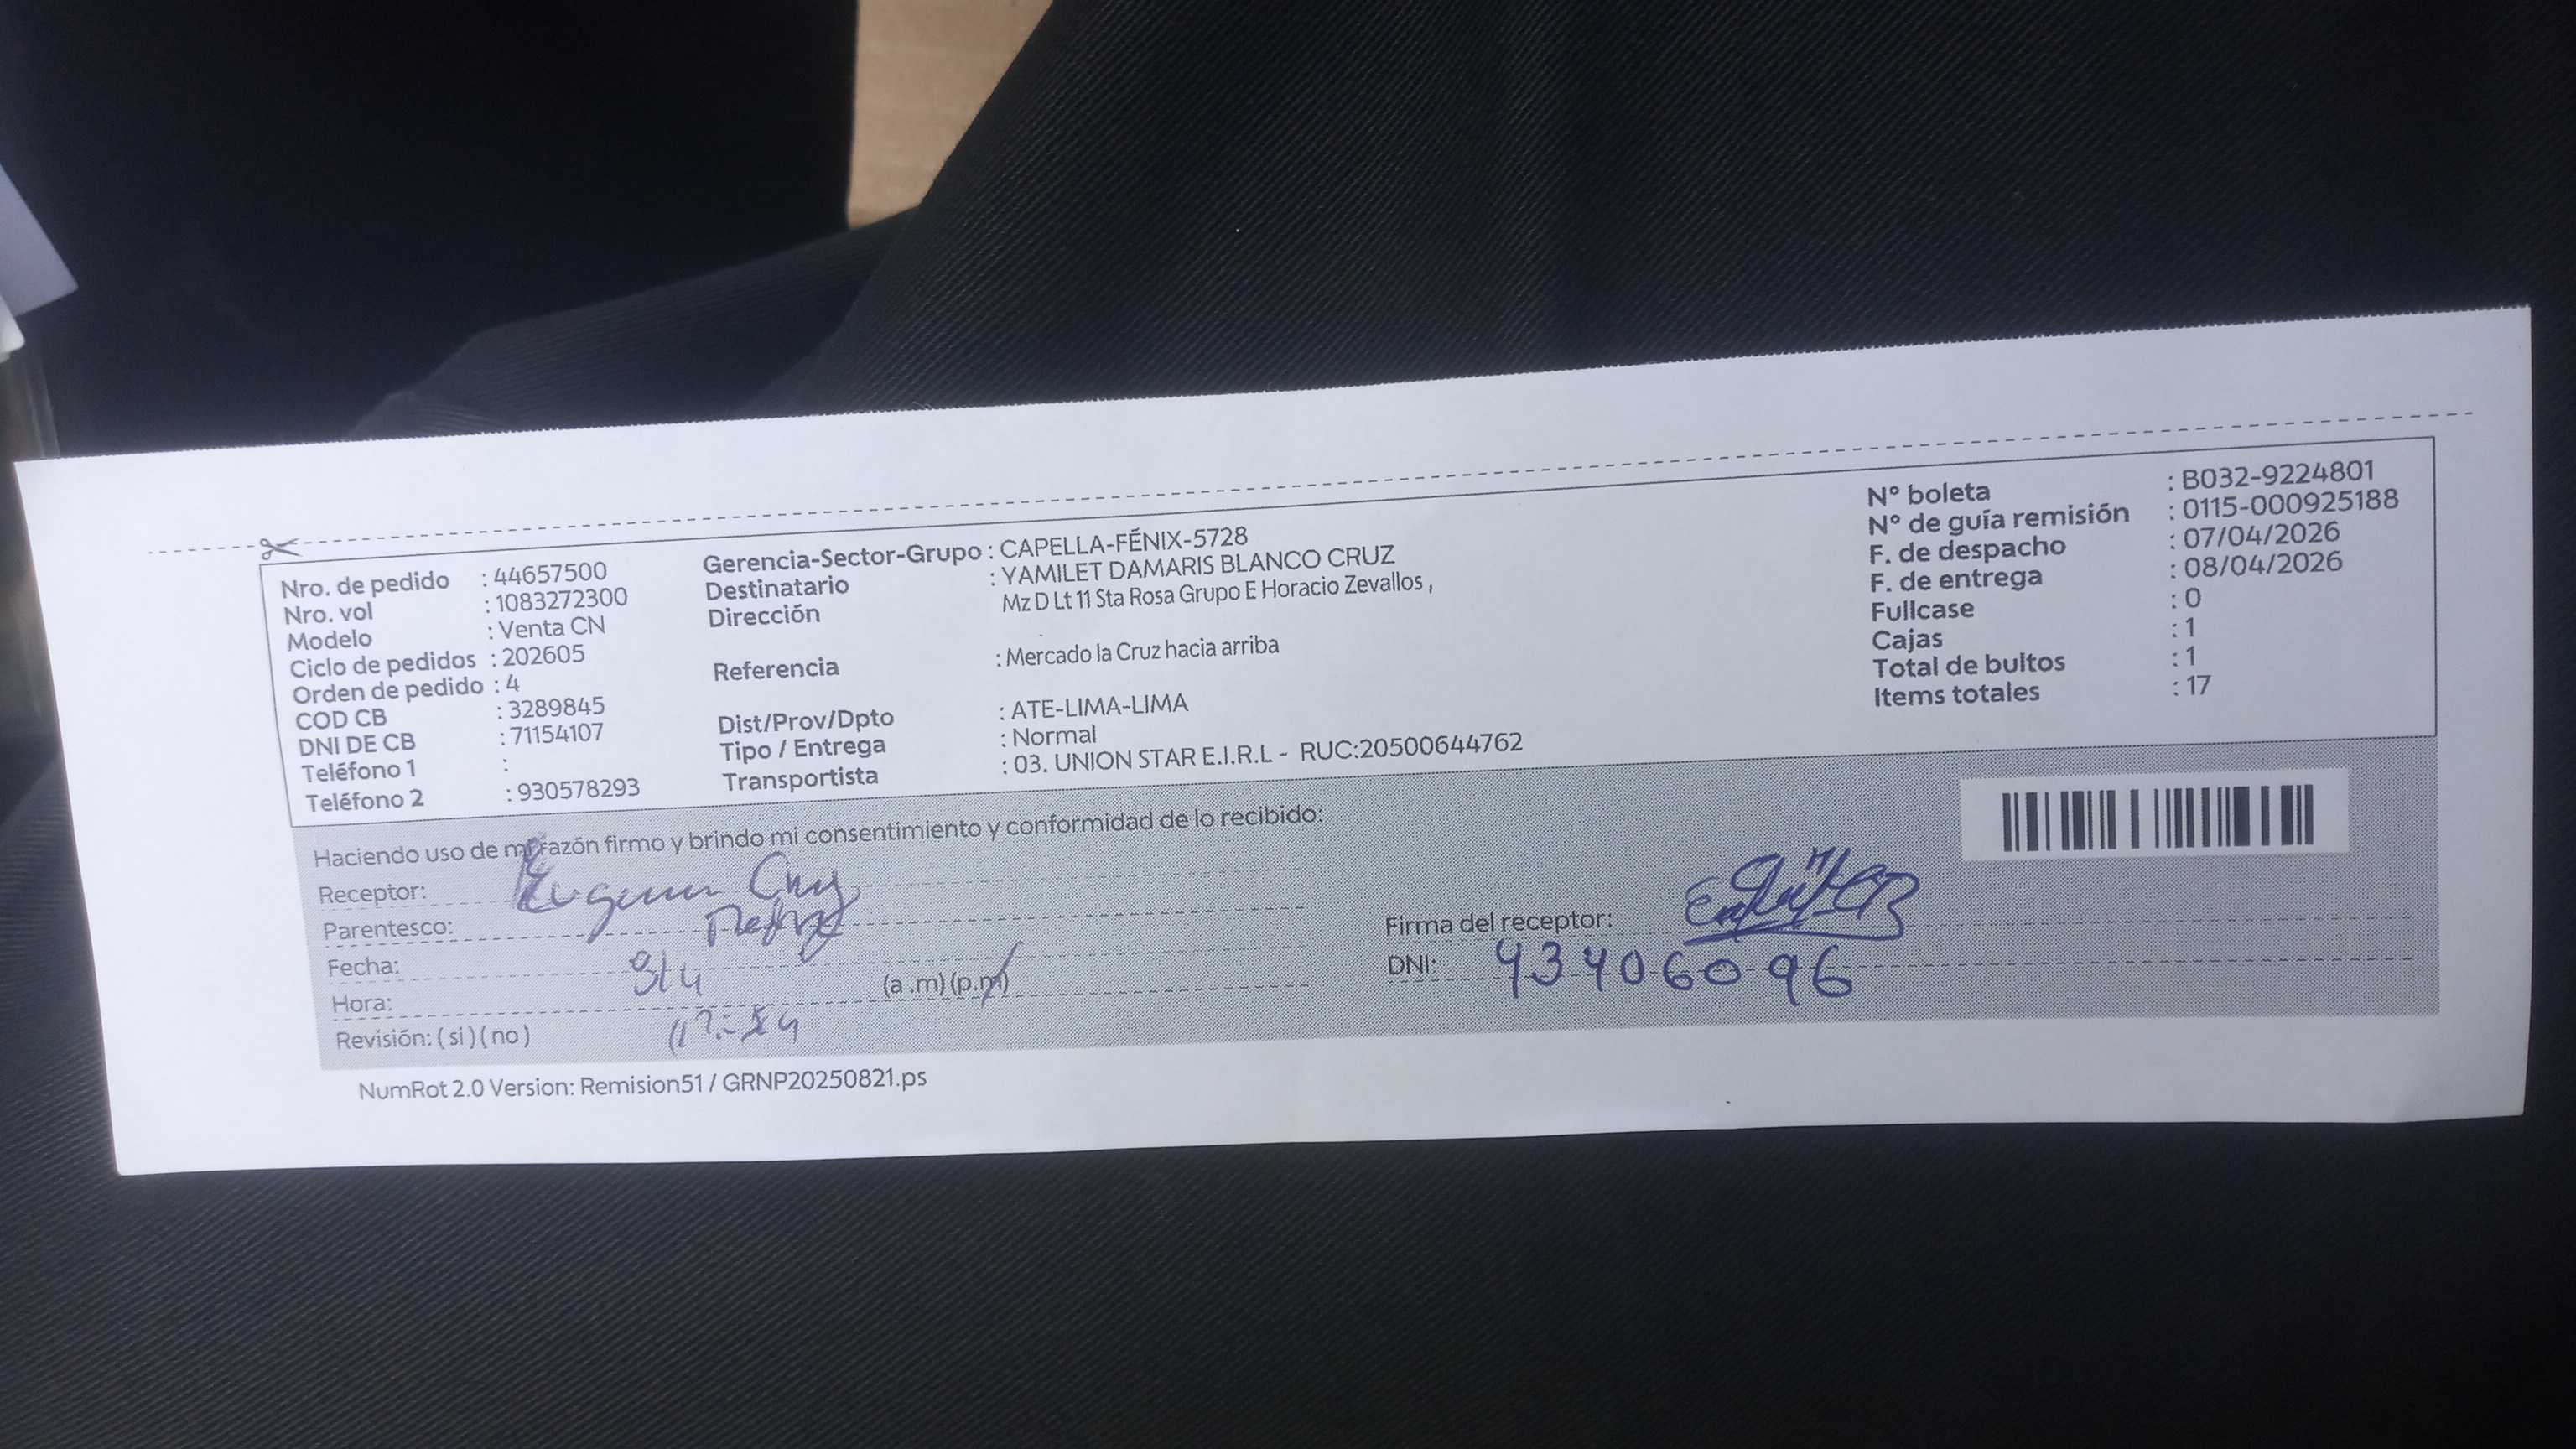 Nro. de pedido : 44657500
Nro. vol : 1083272300
Modelo : Venta CN
Ciclo de pedidos : 202605
Orden de pedido : 4
COD CB : 3289845
DNI DE CB : 71154107
Teléfono 1 :
Teléfono 2 : 930578293
Gerencia-Sector-Grupo : CAPELLA-FÉNIX-5728
Destinatario : YAMILET DAMARIS BLANCO CRUZ
Dirección Mz D Lt 11 Sta Rosa Grupo E Horacio Zevallos ,
Referencia : Mercado la Cruz hacia arriba
Dist/Prov/Dpto : ATE-LIMA-LIMA
Tipo / Entrega : Normal
Transportista : 03. UNION STAR E.I.R.L - RUC:20500644762
N° boleta : B032-9224801
N° de guía remisión : 0115-000925188
F. de despacho : 07/04/2026
F. de entrega : 08/04/2026
Fullcase : 0
Cajas : 1
Total de bultos : 1
Items totales : 17
Haciendo uso de mi razón firmo y brindo mi consentimiento y conformidad de lo recibido:
Receptor:
Parentesco:
Fecha: 8/4
Hora: (a .m) (p.m)
Revisión: ( si ) ( no )
Firma del receptor:
DNI: 43406096
NumRot 2.0 Version: Remision51 / GRNP20250821.ps